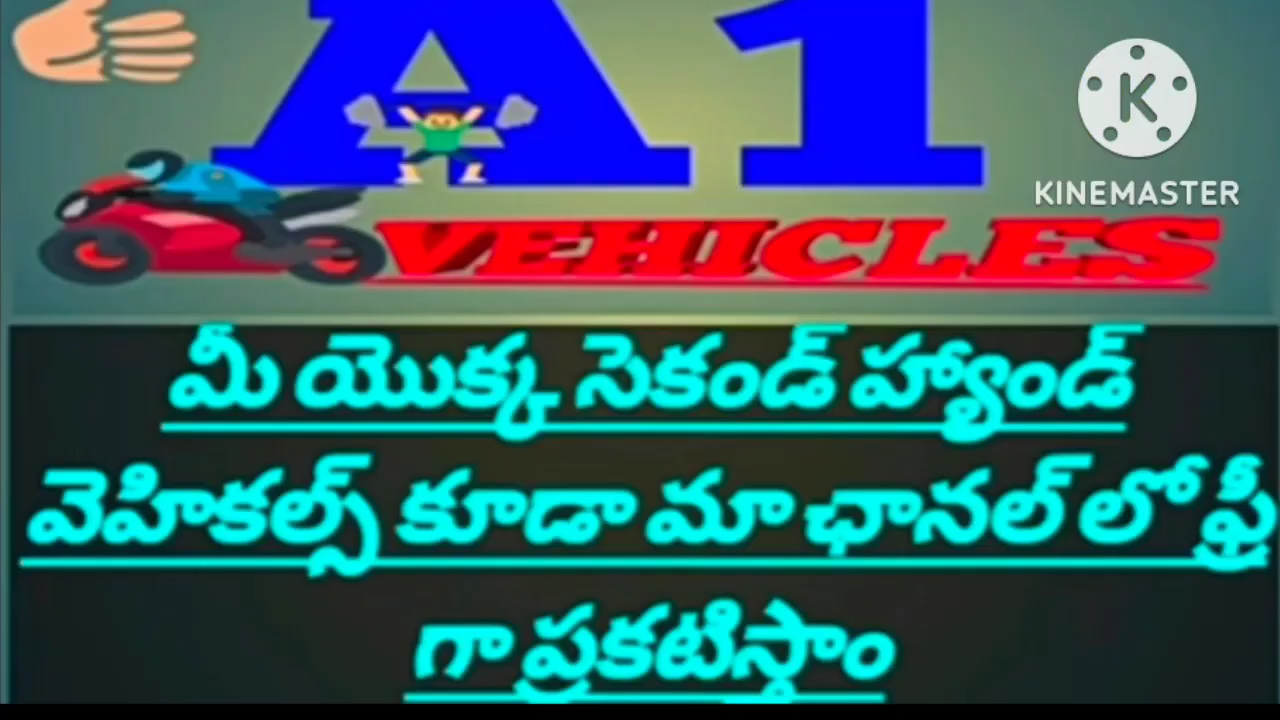 A1
KINEMASTER
VEHICLES
మీ యొక్క సెకండ్ హ్యాండ్
వెహికల్స్ కూడా మా ఛానల్ లో ఫ్రీ
గా ప్రకటిస్తాం